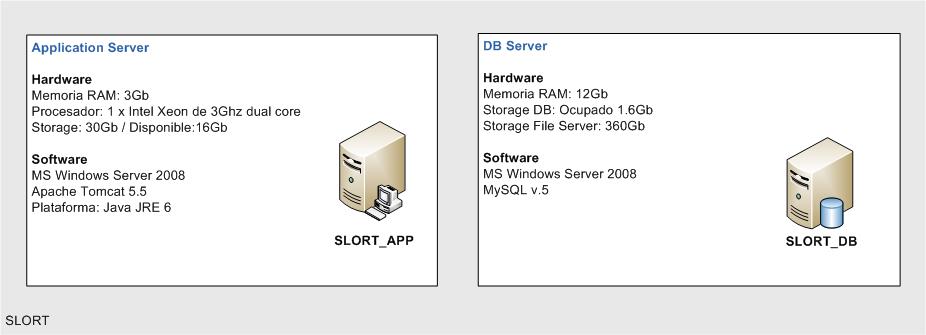 Application Server
Hardware
Memoria RAM: 3Gb
Procesador: 1 x Intel Xeon de 3Ghz dual core
Storage: 30Gb / Disponible:16Gb
Software
MS Windows Server 2008
Apache Tomcat 5.5
Plataforma: Java JRE 6
SLORT_APP
DB Server
Hardware
Memoria RAM: 12Gb
Storage DB: Ocupado 1.6Gb
Storage File Server: 360Gb
Software
MS Windows Server 2008
MySQL v.5
SLORT_DB
SLORT